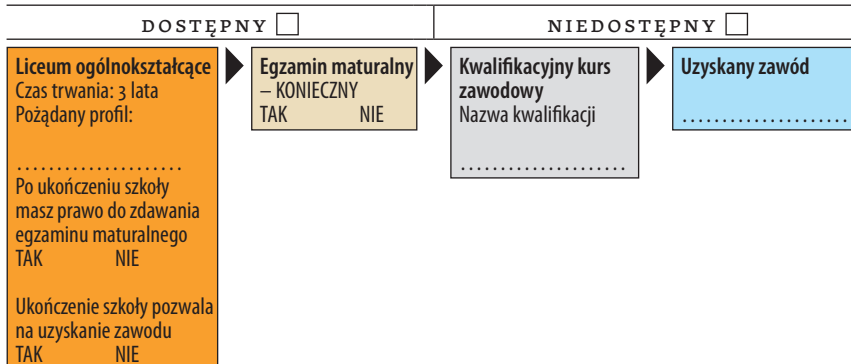 DOSTĘPNY
NIEDOSTĘPNY
Liceum ogólnokształcące
Czas trwania: 3 lata
Pożądany profil:
.....................
Po ukończeniu szkoły
masz prawo do zdawania
egzaminu maturalnego
TAK NIE
Ukończenie szkoły pozwala
na uzyskanie zawodu
TAK NIE
Egzamin maturalny
– KONIECZNY
TAK NIE
Kwalifikacyjny kurs
zawodowy
Nazwa kwalifikacji
.....................
Uzyskany zawód
.....................